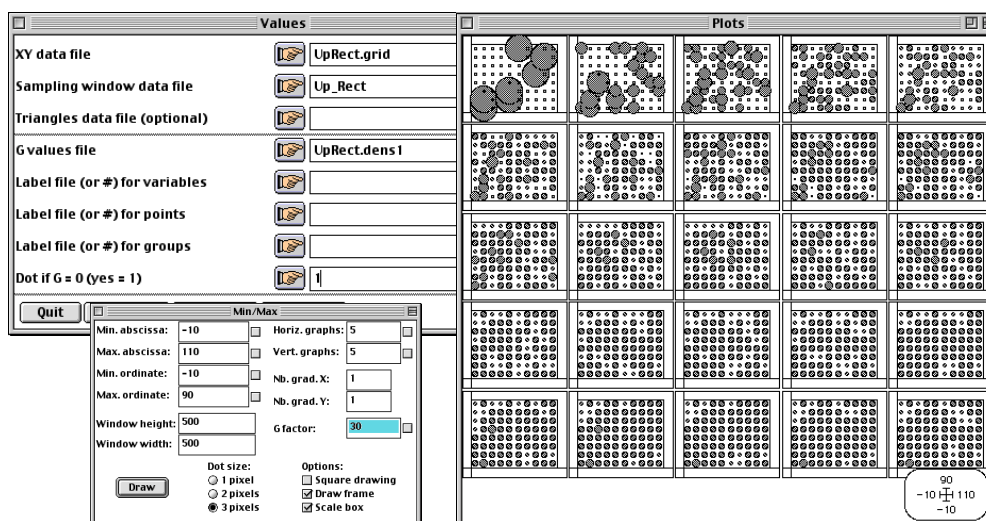 Values
XY data file
UpRect.grid
Sampling window data file
Up_Rect
Triangles data file (optional)
G values file
UpRect.dens1
Label file (or #) for variables
Label file (or #) for points
Label file (or #) for groups
Dot if G = 0 (yes = 1)
1
Quit
Min/Max
Min. abscissa: -10
Horiz. graphs: 5
Max. abscissa: 110
Vert. graphs: 5
Min. ordinate: -10
Nb. grad. X: 1
Max. ordinate: 90
Nb. grad. Y: 1
Window height: 500
G factor: 30
Window width: 500
Dot size:
1 pixel
2 pixels
3 pixels
Options:
Square drawing
Draw frame
Scale box
Draw
Plots
90
-10 110
-10